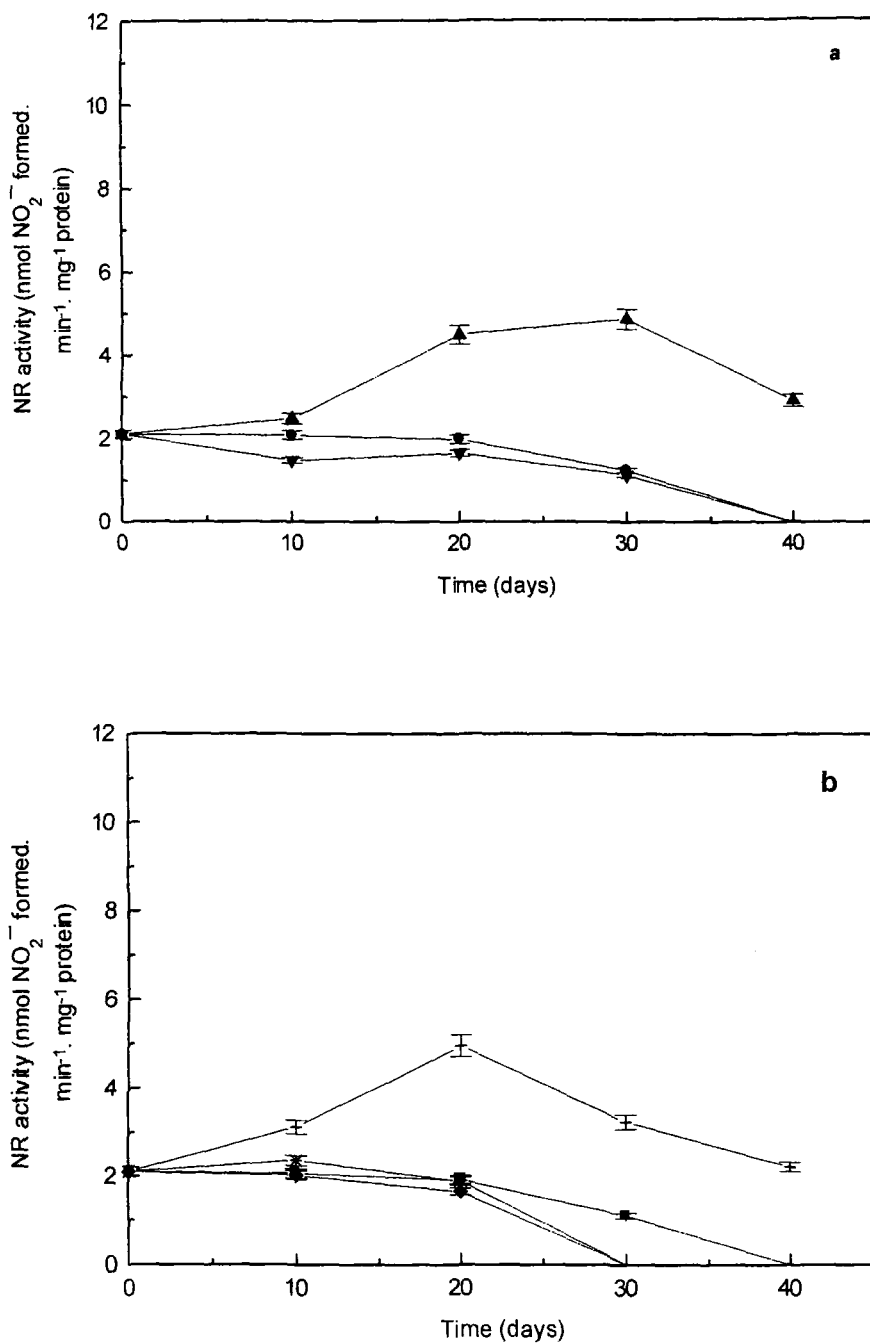 a
12
10
8
6
4
2
0
NR activity (nmol NO₂⁻ formed.
min⁻¹. mg⁻¹ protein)
0 10 20 30 40
Time (days)
b
12
10
8
6
4
2
0
NR activity (nmol NO₂⁻ formed.
min⁻¹. mg⁻¹ protein)
0 10 20 30 40
Time (days)